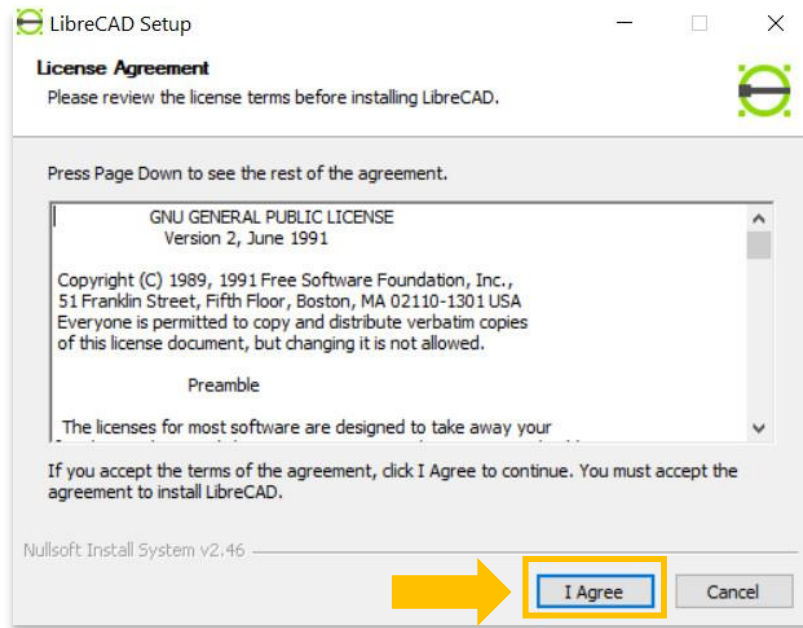 LibreCAD Setup
License Agreement
Please review the license terms before installing LibreCAD.
Press Page Down to see the rest of the agreement.
GNU GENERAL PUBLIC LICENSE
Version 2, June 1991
Copyright (C) 1989, 1991 Free Software Foundation, Inc.,
51 Franklin Street, Fifth Floor, Boston, MA 02110-1301 USA
Everyone is permitted to copy and distribute verbatim copies
of this license document, but changing it is not allowed.
Preamble
The licenses for most software are designed to take away your
If you accept the terms of the agreement, click I Agree to continue. You must accept the
agreement to install LibreCAD.
Nullsoft Install System v2.46
I Agree
Cancel